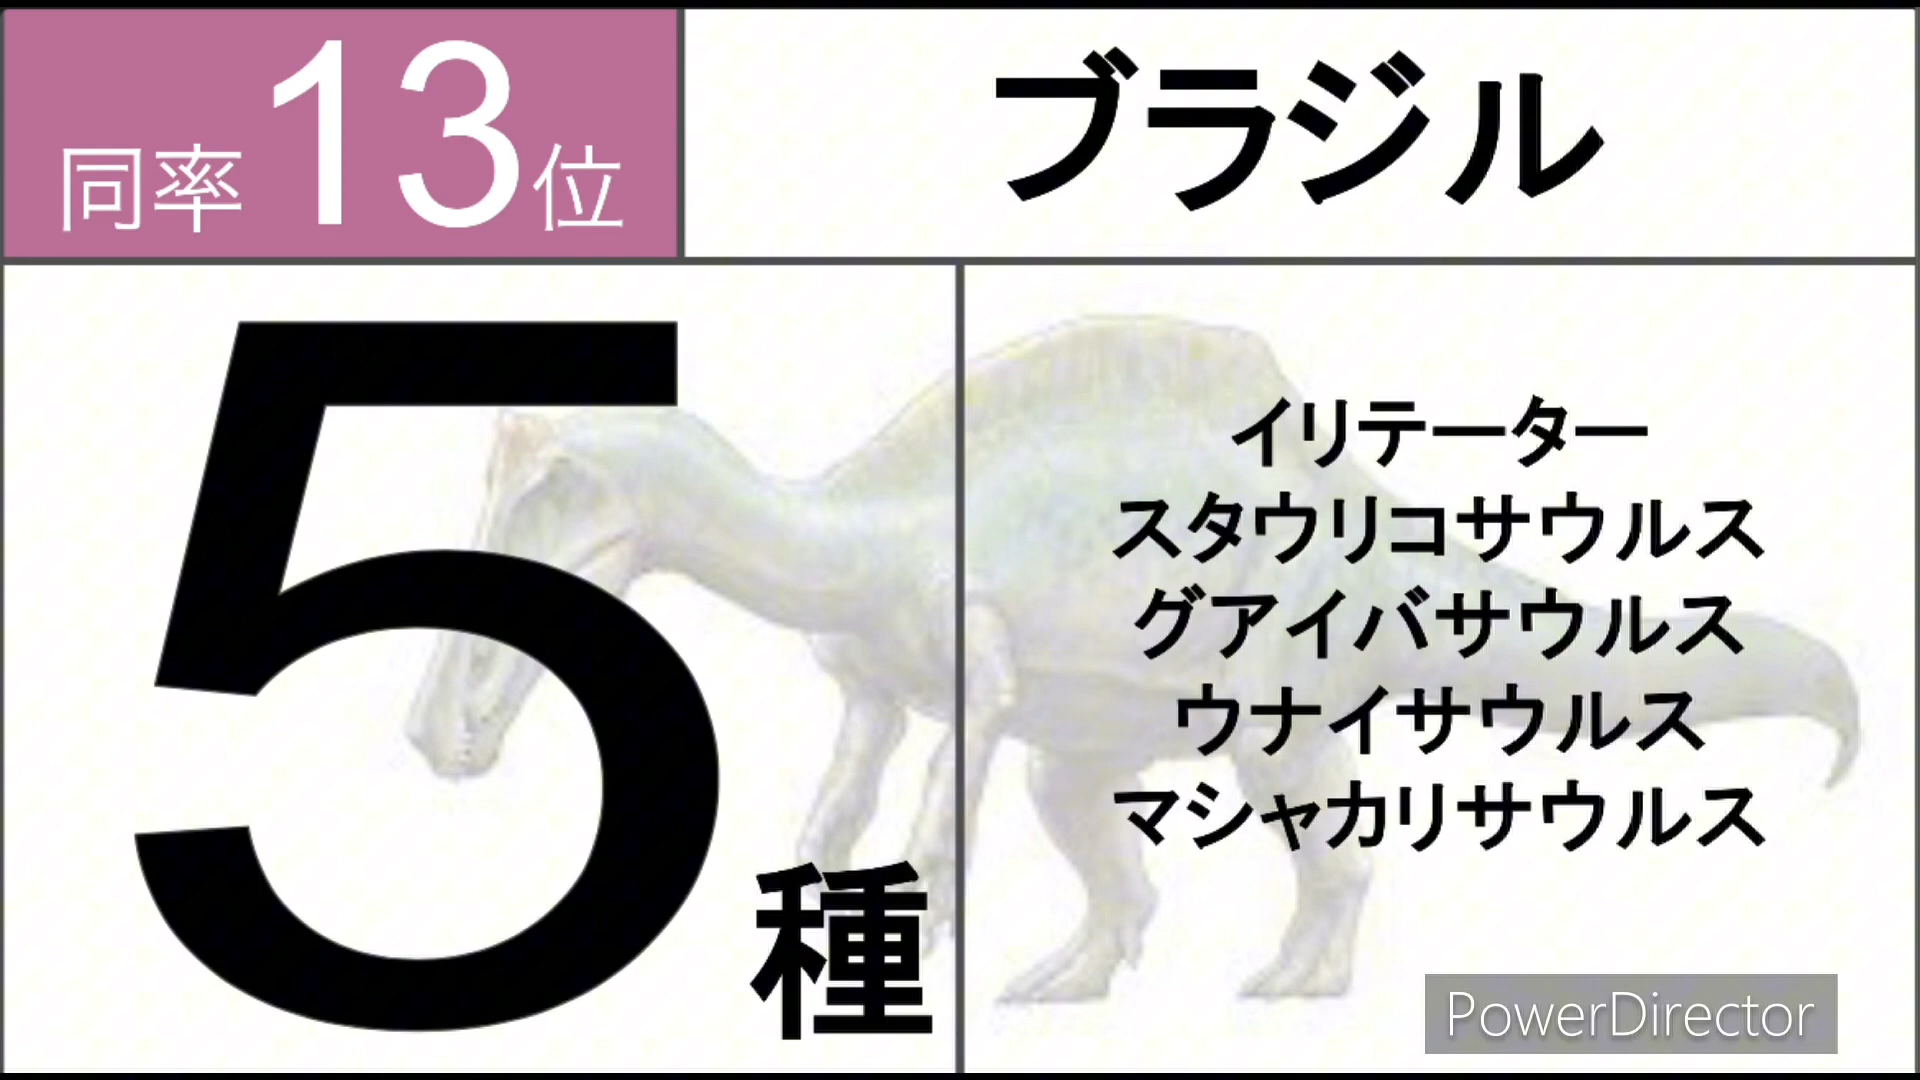 同率13位
ブラジル
5種
イリテーター
スタウリコサウルス
グアイバサウルス
ウナイサウルス
マシャカリサウルス
PowerDirector